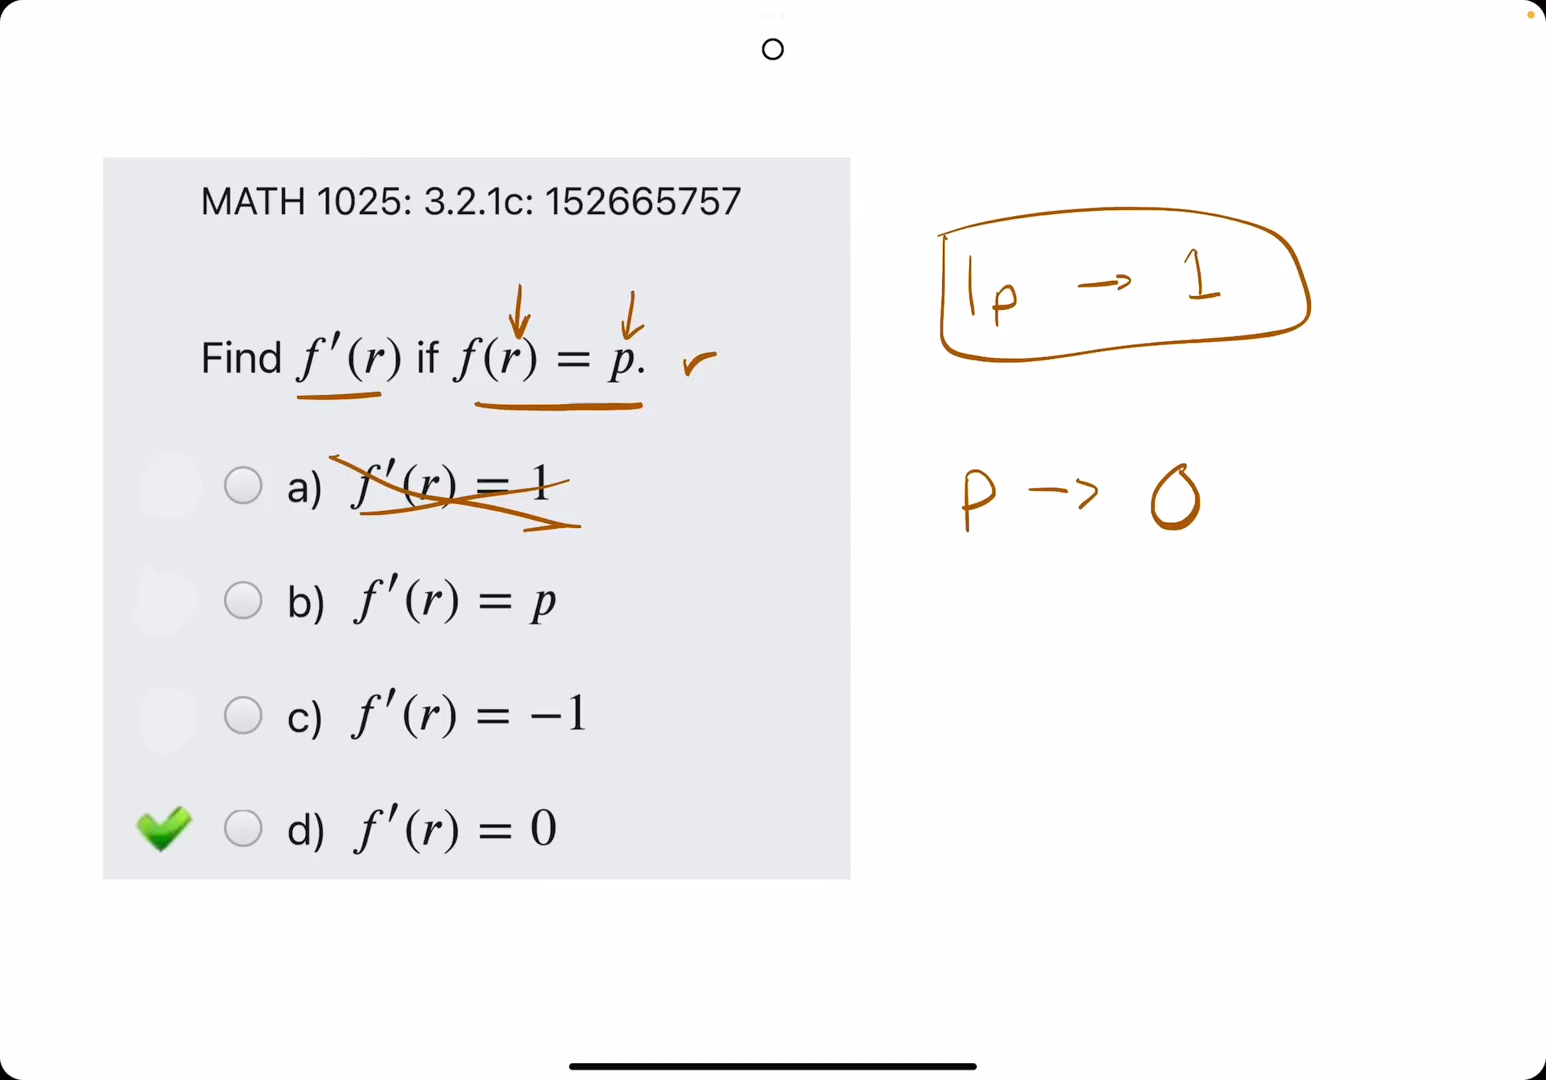 MATH 1025: 3.2.1c: 152665757
Find f′(r) if f(r) = p.
a) f′(r) = 1
b) f′(r) = p
c) f′(r) = −1
d) f′(r) = 0
1p → 1
p → 0